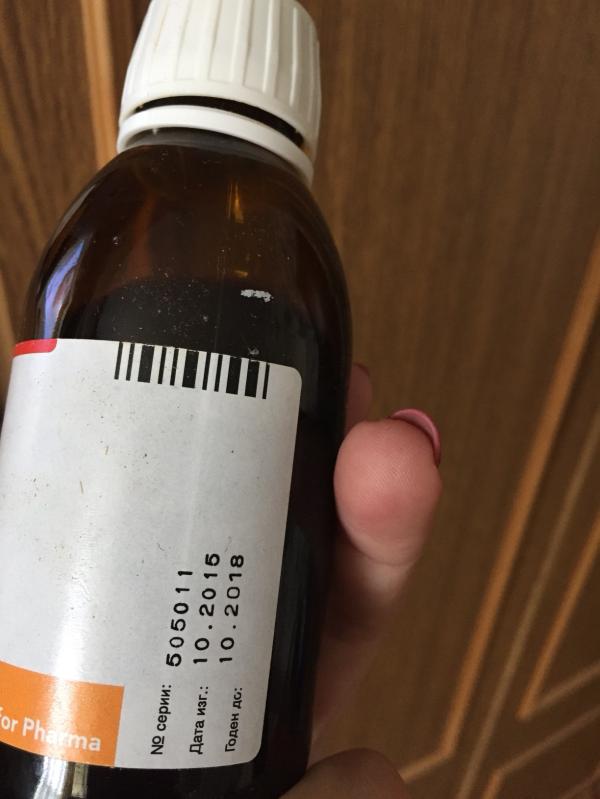 № серии: 505011
Дата изг.: 10.2015
Годен до: 10.2018
for Pharma